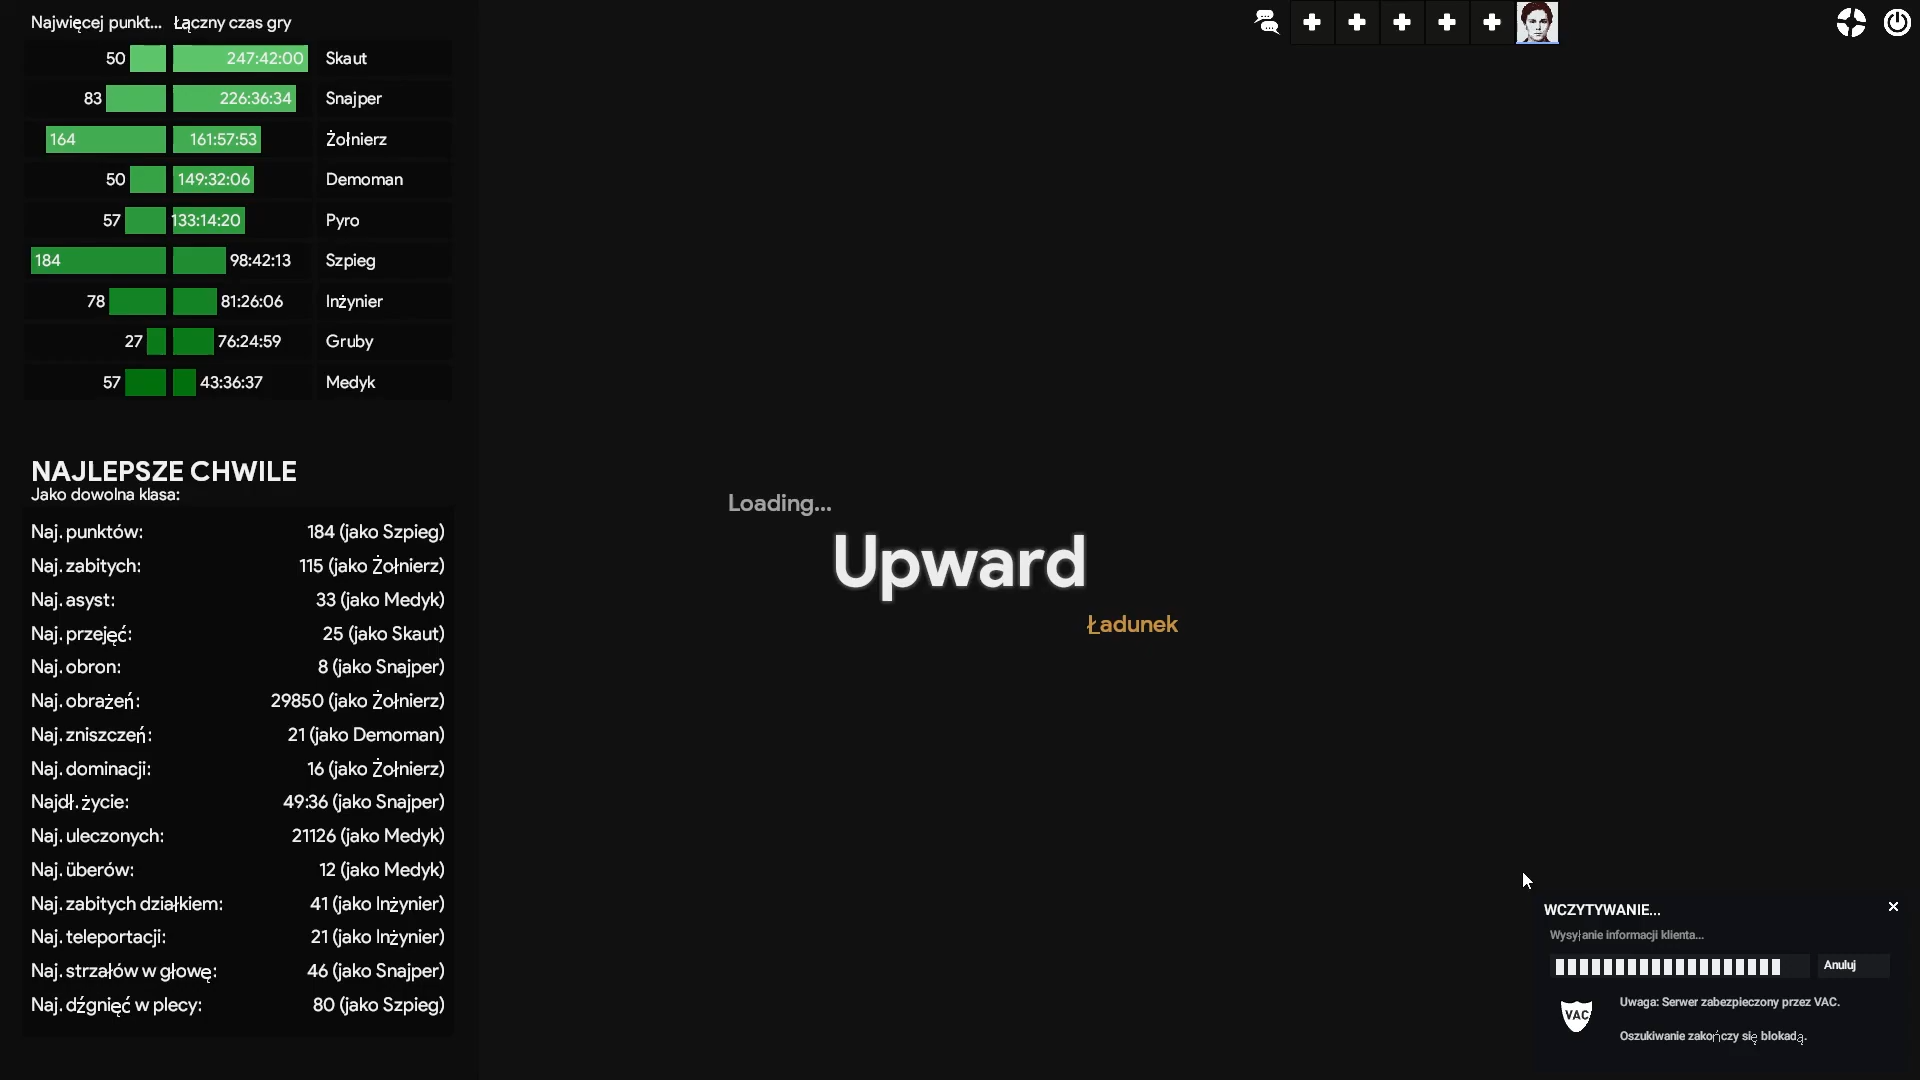 Najwięcej punkt... Łączny czas gry
50 247:42:00 Skaut
83 226:36:34 Snajper
164 161:57:53 Żołnierz
50 149:32:06 Demoman
57 133:14:20 Pyro
184 98:42:13 Szpieg
78 81:26:06 Inżynier
27 76:24:59 Gruby
57 43:36:37 Medyk
NAJLEPSZE CHWILE
Jako dowolna klasa:
Naj. punktów: 184 (jako Szpieg)
Naj. zabitych: 115 (jako Żołnierz)
Naj. asyst: 33 (jako Medyk)
Naj. przejęć: 25 (jako Skaut)
Naj. obron: 8 (jako Snajper)
Naj. obrażeń: 29850 (jako Żołnierz)
Naj. zniszczeń: 21 (jako Demoman)
Naj. dominacji: 16 (jako Żołnierz)
Najdł. życie: 49:36 (jako Snajper)
Naj. uleczonych: 21126 (jako Medyk)
Naj. überów: 12 (jako Medyk)
Naj. zabitych działkiem: 41 (jako Inżynier)
Naj. teleportacji: 21 (jako Inżynier)
Naj. strzałów w głowę: 46 (jako Snajper)
Naj. dźgnięć w plecy: 80 (jako Szpieg)
Loading...
Upward
Ładunek
WCZYTYWANIE...
Wysyłanie informacji klienta...
Anuluj
VAC
Uwaga: Serwer zabezpieczony przez VAC.
Oszukiwanie zakończy się blokadą.